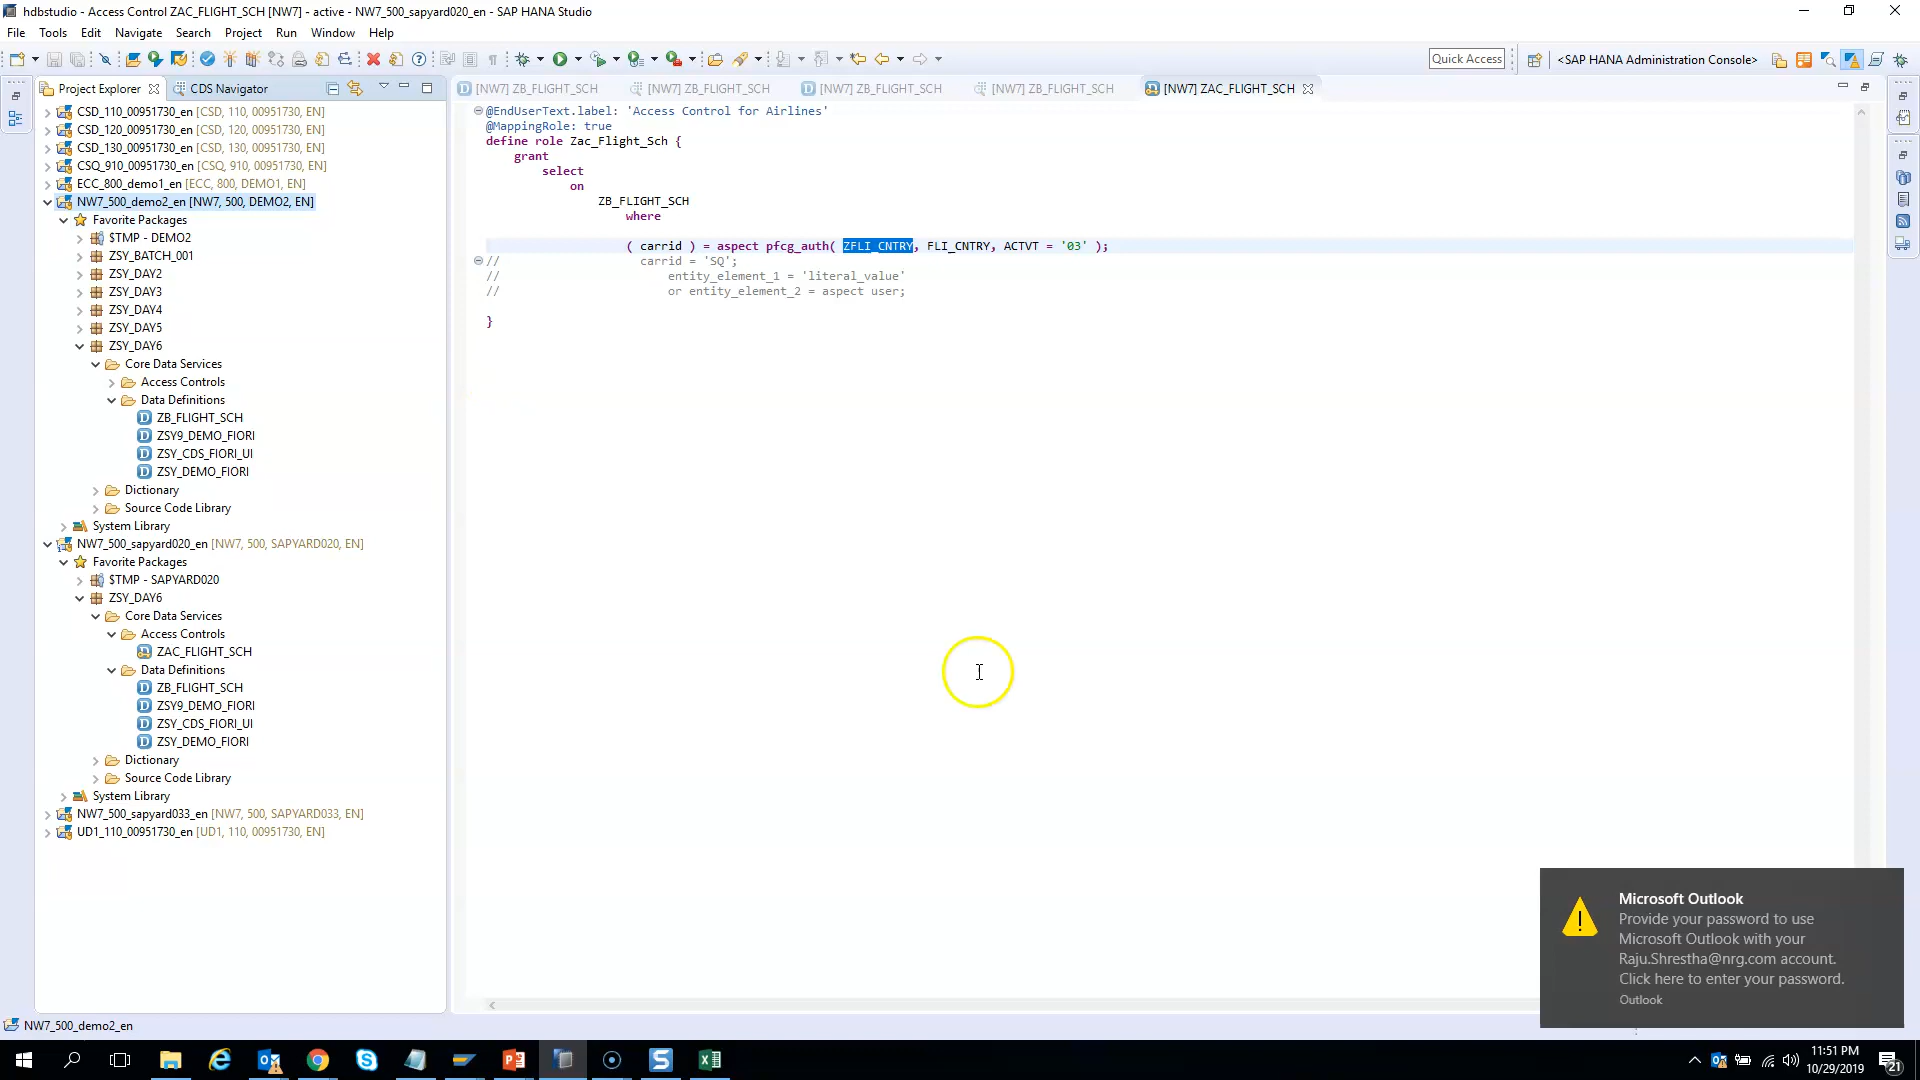 hdbstudio - Access Control ZAC_FLIGHT_SCH [NW7] - active - NW7_500_sapyard020_en - SAP HANA Studio
File Tools Edit Navigate Search Project Run Window Help
Quick Access
<SAP HANA Administration Console>
Project Explorer
CDS Navigator
[NW7] ZB_FLIGHT_SCH
[NW7] ZB_FLIGHT_SCH
[NW7] ZB_FLIGHT_SCH
[NW7] ZB_FLIGHT_SCH
[NW7] ZAC_FLIGHT_SCH
CSD_110_00951730_en [CSD, 110, 00951730, EN]
CSD_120_00951730_en [CSD, 120, 00951730, EN]
CSD_130_00951730_en [CSD, 130, 00951730, EN]
CSQ_910_00951730_en [CSQ, 910, 00951730, EN]
ECC_800_demo1_en [ECC, 800, DEMO1, EN]
NW7_500_demo2_en [NW7, 500, DEMO2, EN]
Favorite Packages
$TMP - DEMO2
ZSY_BATCH_001
ZSY_DAY2
ZSY_DAY3
ZSY_DAY4
ZSY_DAY5
ZSY_DAY6
Core Data Services
Access Controls
Data Definitions
ZB_FLIGHT_SCH
ZSY9_DEMO_FIORI
ZSY_CDS_FIORI_UI
ZSY_DEMO_FIORI
Dictionary
Source Code Library
System Library
NW7_500_sapyard020_en [NW7, 500, SAPYARD020, EN]
Favorite Packages
$TMP - SAPYARD020
ZSY_DAY6
Core Data Services
Access Controls
ZAC_FLIGHT_SCH
Data Definitions
ZB_FLIGHT_SCH
ZSY9_DEMO_FIORI
ZSY_CDS_FIORI_UI
ZSY_DEMO_FIORI
Dictionary
Source Code Library
System Library
NW7_500_sapyard033_en [NW7, 500, SAPYARD033, EN]
UD1_110_00951730_en [UD1, 110, 00951730, EN]
@EndUserText.label: 'Access Control for Airlines'
@MappingRole: true
define role Zac_Flight_Sch {
grant
select
on
ZB_FLIGHT_SCH
where
( carrid ) = aspect pfcg_auth( ZFLI_CNTRY, FLI_CNTRY, ACTVT = '03' );
// carrid = 'SQ';
// entity_element_1 = 'literal_value'
// or entity_element_2 = aspect user;
}
Microsoft Outlook
Provide your password to use
Microsoft Outlook with your
Raju.Shrestha@nrg.com account.
Click here to enter your password.
Outlook
NW7_500_demo2_en
11:51 PM
10/29/2019
21